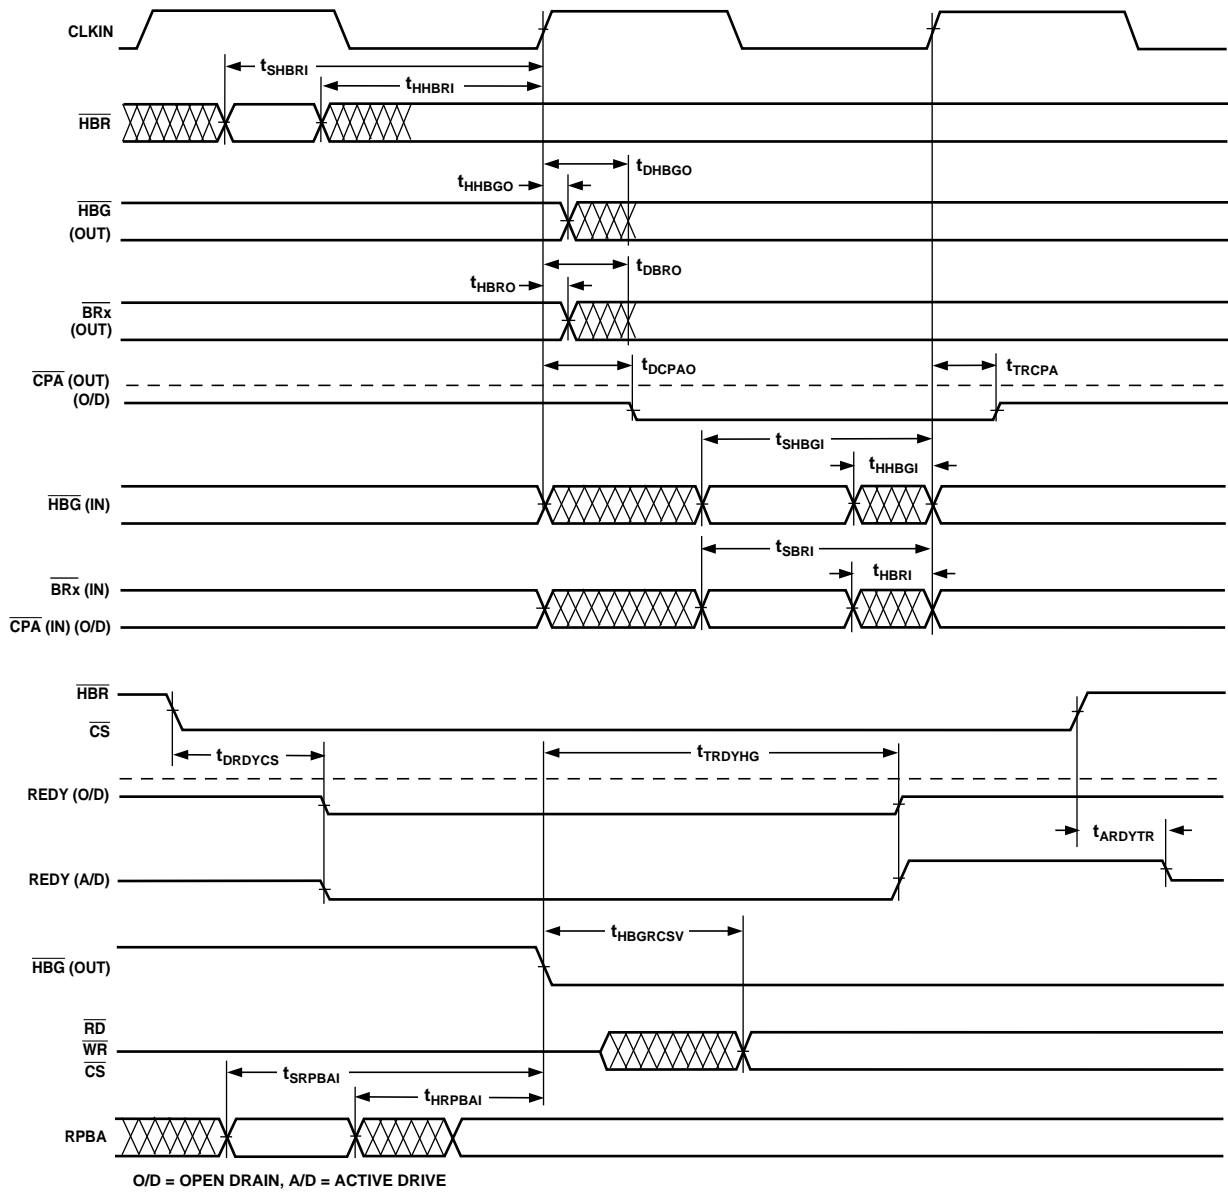 CLKIN
tSHBRI
tHHBRI
HBR
tDHBGO
tHHBGO
HBG
(OUT)
tDBRO
tHBRO
BRx
(OUT)
tDCPAO
tTRCPA
CPA (OUT)
(O/D)
tSHBGI
tHHBGI
HBG (IN)
tSBRI
tHBRI
BRx (IN)
CPA (IN) (O/D)
HBR
CS
tDRDYCS
tTRDYHG
REDY (O/D)
tARDYTR
REDY (A/D)
tHBGRCSV
HBG (OUT)
RD
WR
CS
tSRPBAI
tHRPBAI
RPBA
O/D = OPEN DRAIN, A/D = ACTIVE DRIVE